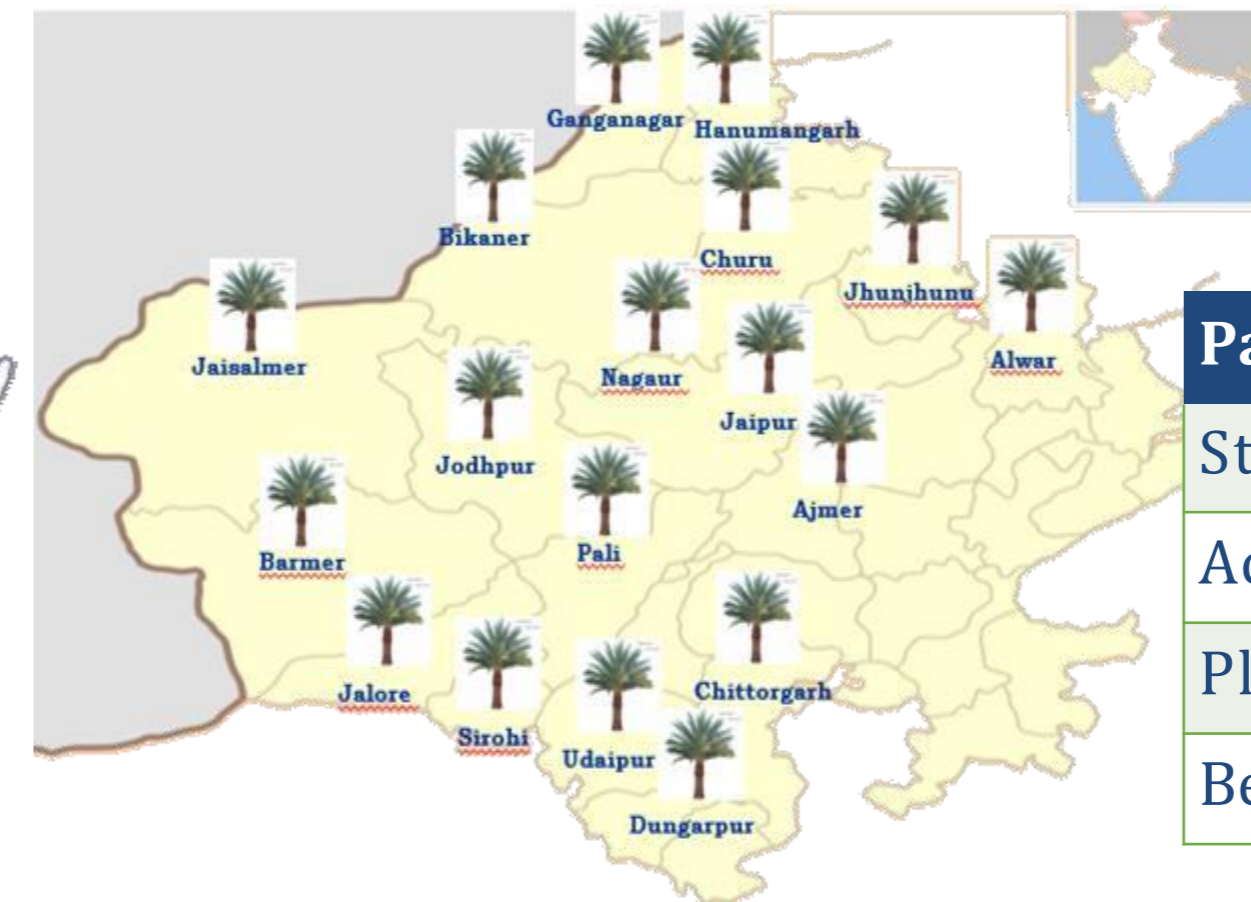 Ganganagar
Hanumangarh
Bikaner
Churu
Jhunjhunu
Jaisalmer
Nagaur
Alwar
Jaipur
Jodhpur
Ajmer
Barmer
Pali
Jalore
Chittorgarh
Sirohi
Udaipur
Dungarpur
Pa
St
Ac
Pl
Be